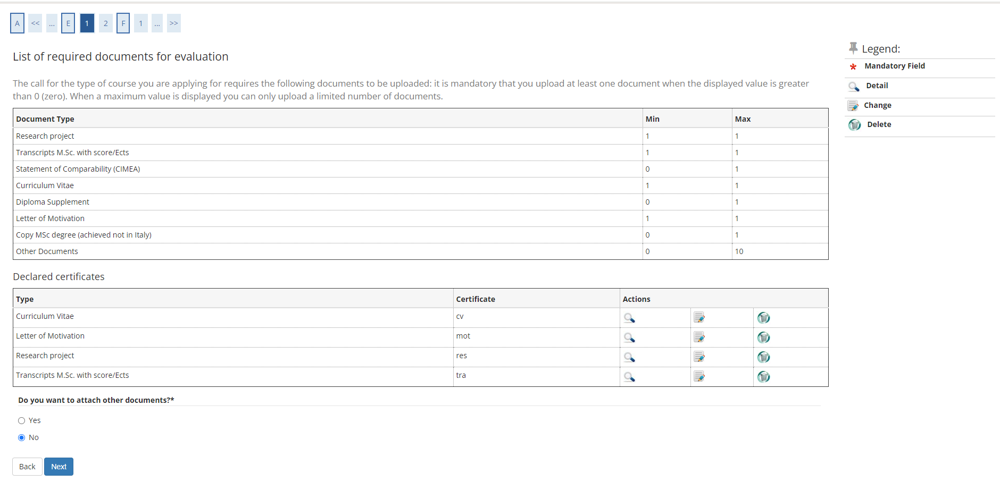 A << ... E 1 2 F 1 ... >>
List of required documents for evaluation
The call for the type of course you are applying for requires the following documents to be uploaded: it is mandatory that you upload at least one document when the displayed value is greater
than 0 (zero). When a maximum value is displayed you can only upload a limited number of documents.
Document Type Min Max
Research project 1 1
Transcripts M.Sc. with score/Ects 1 1
Statement of Comparability (CIMEA) 0 1
Curriculum Vitae 1 1
Diploma Supplement 0 1
Letter of Motivation 1 1
Copy MSc degree (achieved not in Italy) 0 1
Other Documents 0 10
Declared certificates
Type Certificate Actions
Curriculum Vitae cv
Letter of Motivation mot
Research project res
Transcripts M.Sc. with score/Ects tra
Do you want to attach other documents?*
Yes
No
Back Next
Legend:
* Mandatory Field
Detail
Change
Delete